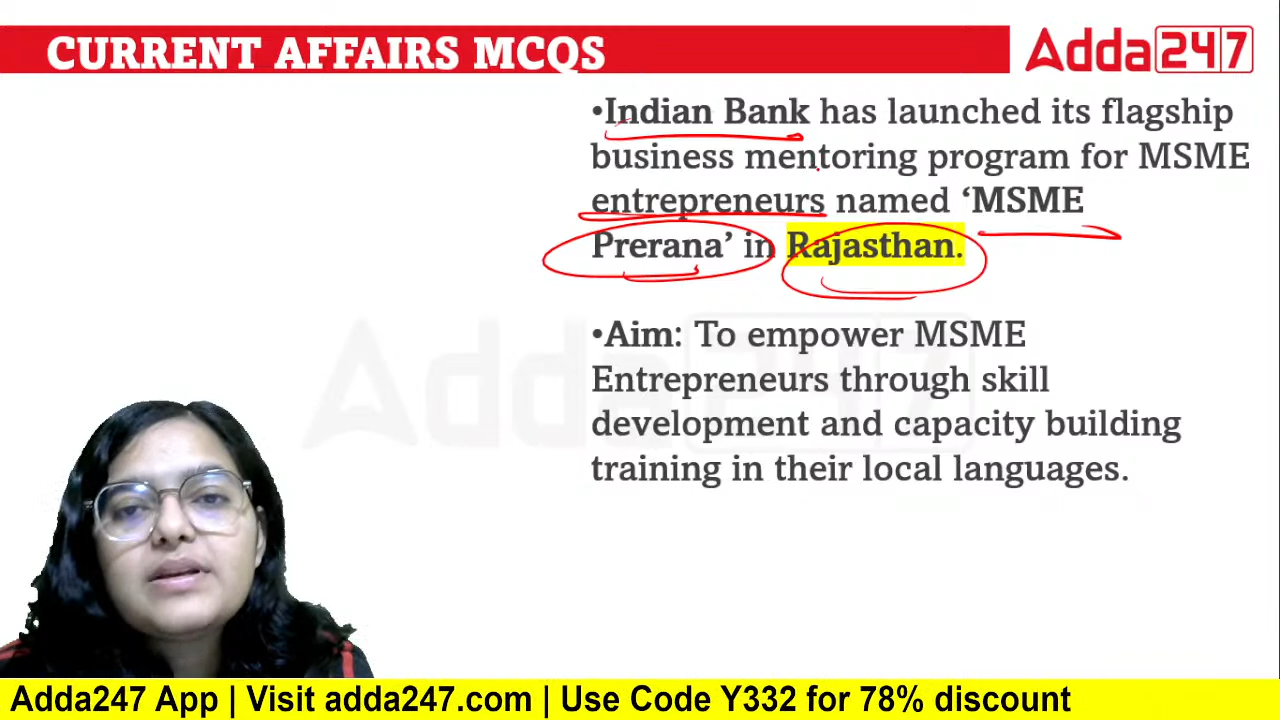 CURRENT AFFAIRS MCQS
Adda247
•Indian Bank has launched its flagship
business mentoring program for MSME
entrepreneurs named ‘MSME
Prerana’ in Rajasthan.
•Aim: To empower MSME
Entrepreneurs through skill
development and capacity building
training in their local languages.
Adda247
Adda247 App | Visit adda247.com | Use Code Y332 for 78% discount